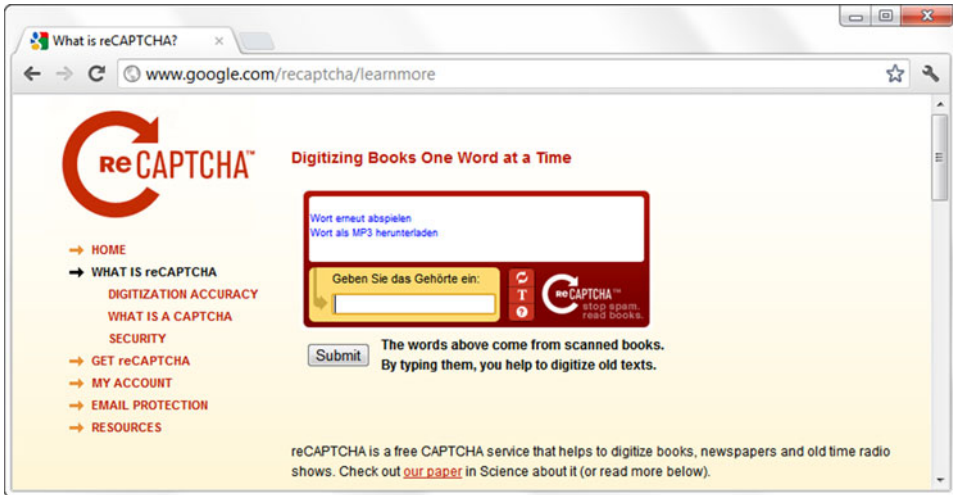 What is reCAPTCHA?
www.google.com/recaptcha/learnmore
reCAPTCHA™
HOME
WHAT IS reCAPTCHA
DIGITIZATION ACCURACY
WHAT IS A CAPTCHA
SECURITY
GET reCAPTCHA
MY ACCOUNT
EMAIL PROTECTION
RESOURCES
Digitizing Books One Word at a Time
Wort erneut abspielen
Wort als MP3 herunterladen
Geben Sie das Gehörte ein:
T
?
reCAPTCHA™
stop spam.
read books.
Submit
The words above come from scanned books.
By typing them, you help to digitize old texts.
reCAPTCHA is a free CAPTCHA service that helps to digitize books, newspapers and old time radio
shows. Check out our paper in Science about it (or read more below).